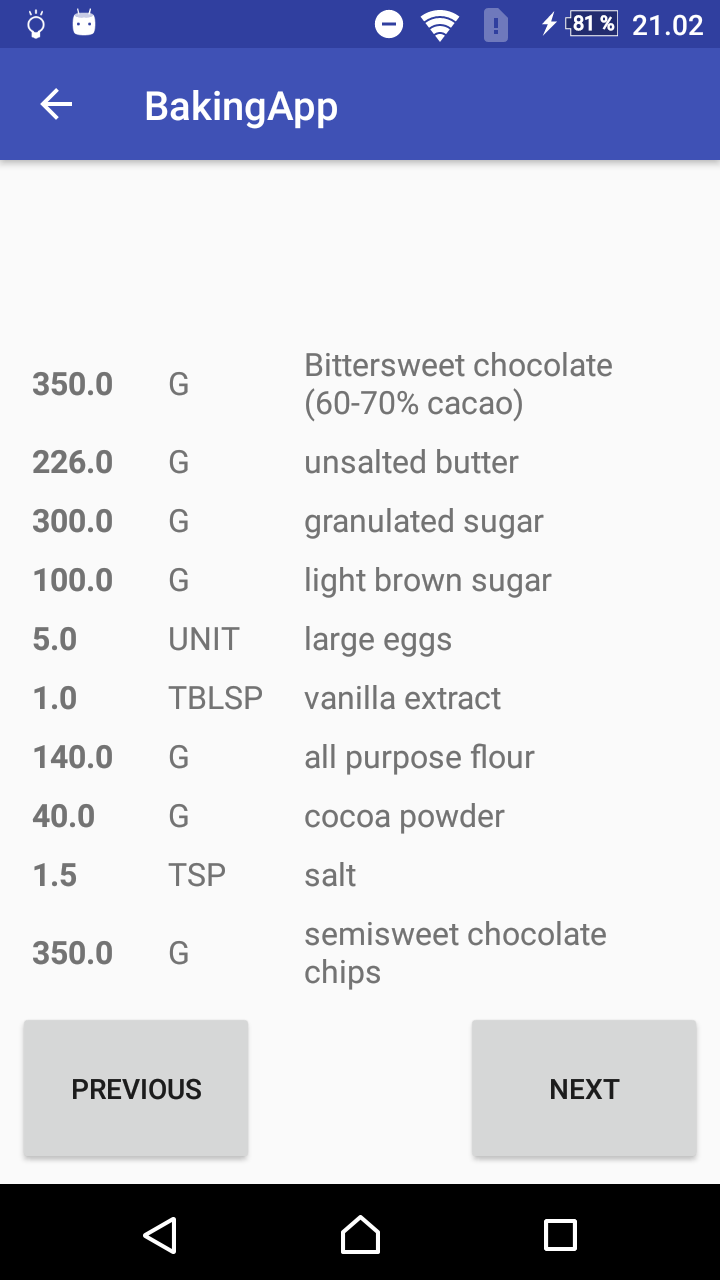 81 % 21.02
BakingApp
350.0 G Bittersweet chocolate
(60-70% cacao)
226.0 G unsalted butter
300.0 G granulated sugar
100.0 G light brown sugar
5.0 UNIT large eggs
1.0 TBLSP vanilla extract
140.0 G all purpose flour
40.0 G cocoa powder
1.5 TSP salt
350.0 G semisweet chocolate
chips
PREVIOUS NEXT